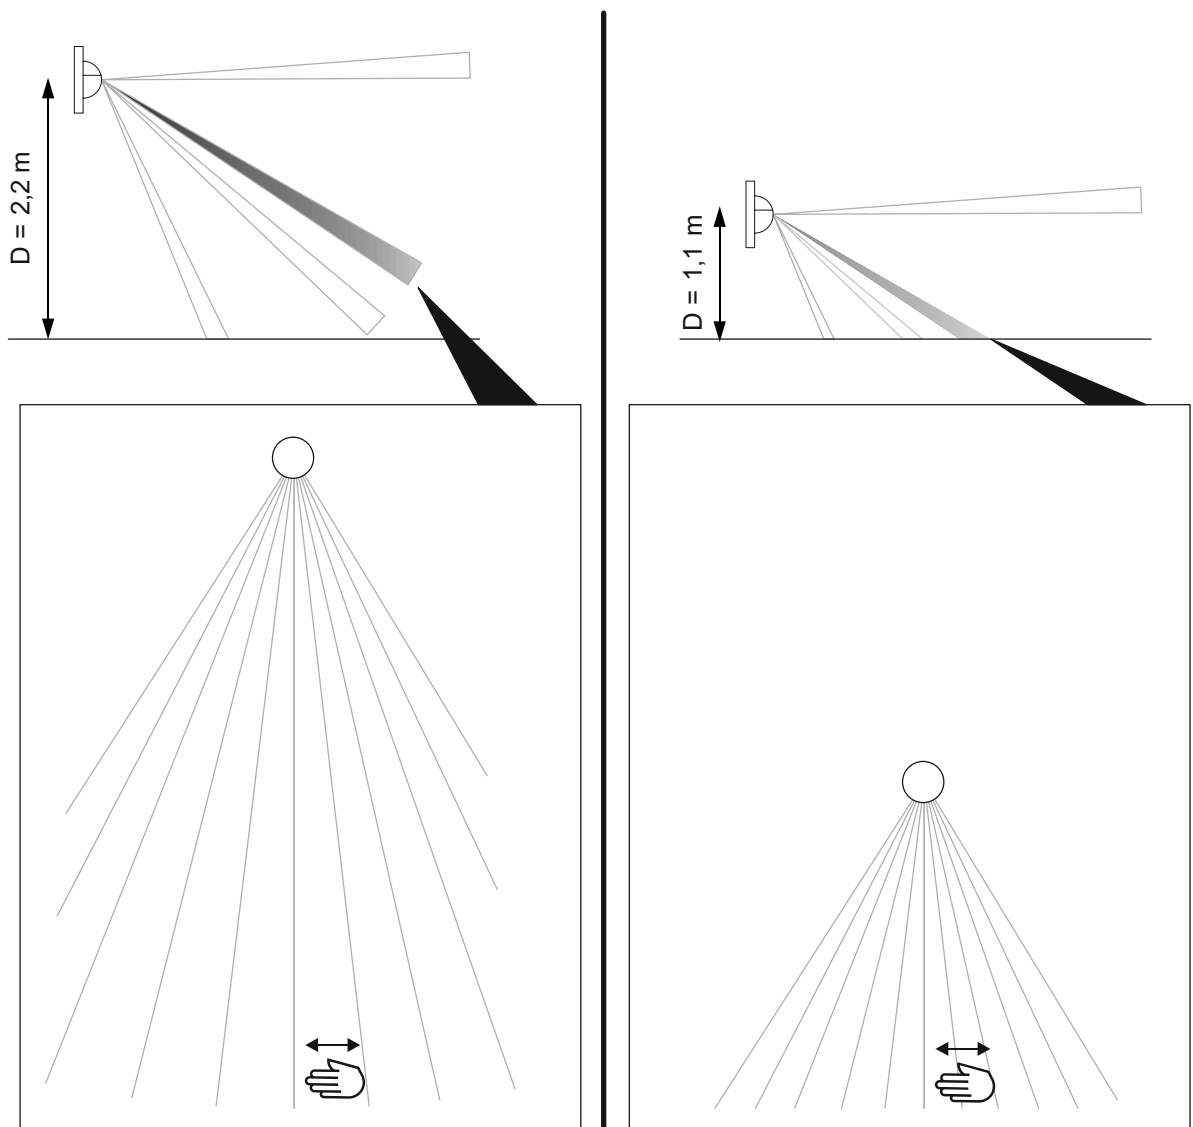 D = 2,2 m
D = 1,1 m